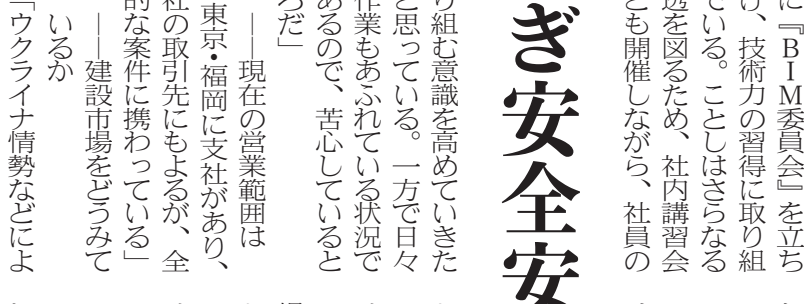 に『BIM委員会』を立ち
け、技術力の習得に取り組
でいる。ことしはさらなる
透を図るため、社内講習会
ども開催しながら、社員の
ぎ安全安
り組む意識を高めていきた
と思っている。一方で日々
作業もあふれている状況で
あるので、苦心していると
ろだ」
――現在の営業範囲は
東京・福岡に支社があり、
社の取引先にもよるが、全
的な案件に携わっている」
――建設市場をどうみて
いるか
「ウクライナ情勢などによ